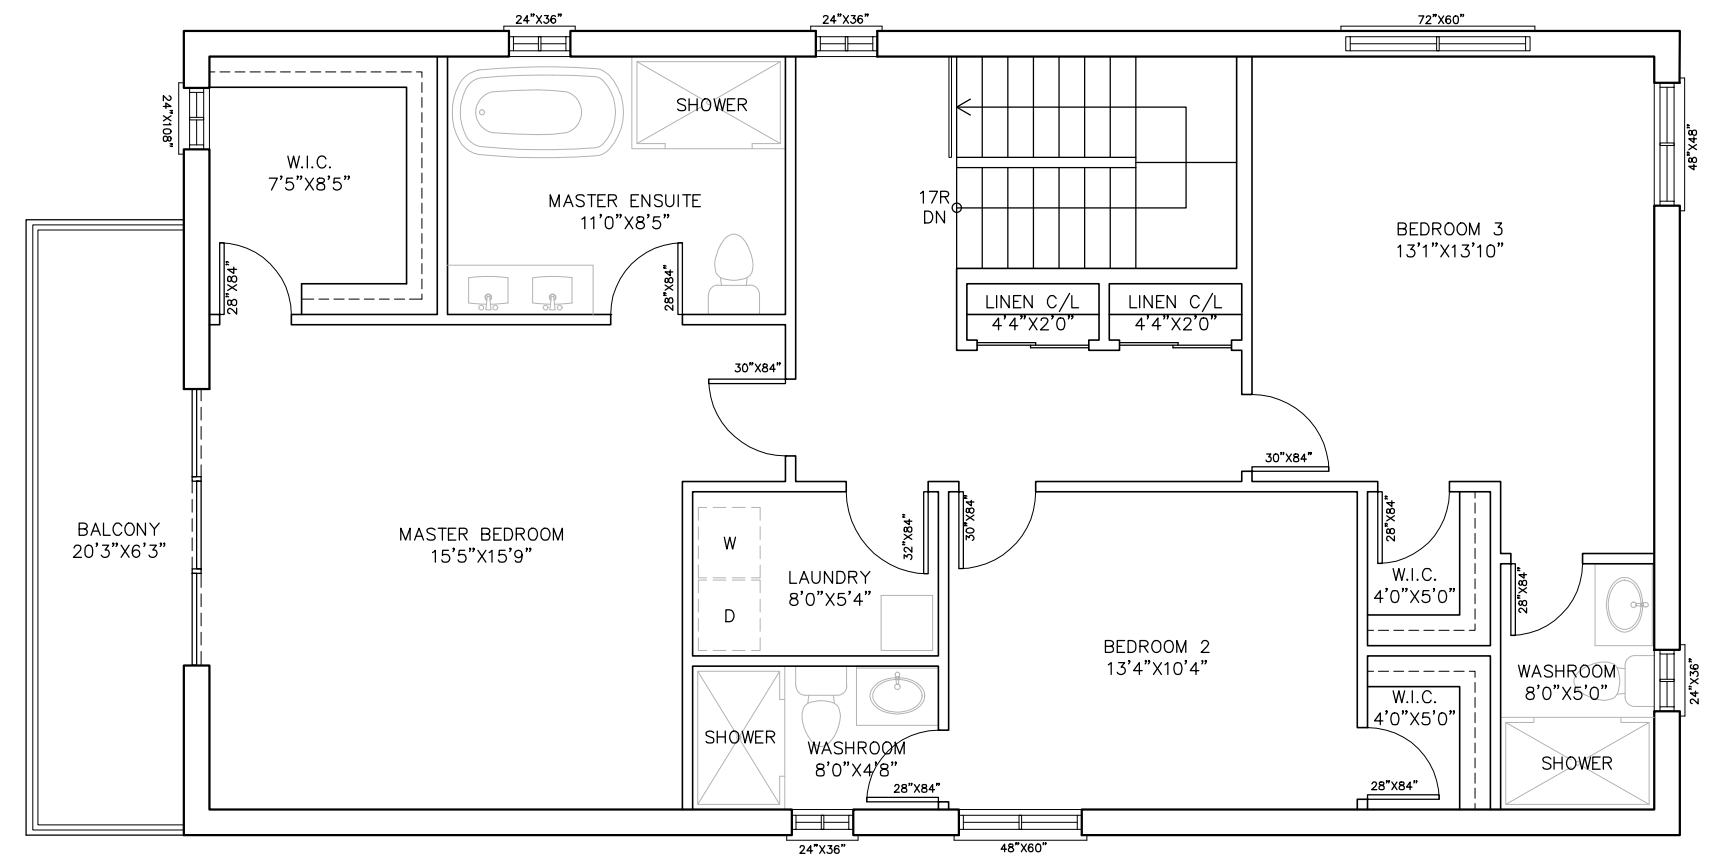 24"X36"
24"X36"
72"X60"
24"X108"
SHOWER
48"X48"
W.I.C.
7'5"X8'5"
MASTER ENSUITE
11'0"X8'5"
17R
DN
BEDROOM 3
13'1"X13'10"
28"X84"
28"X84"
LINEN C/L
4'4"X2'0"
LINEN C/L
4'4"X2'0"
30"X84"
30"X84"
BALCONY
20'3"X6'3"
MASTER BEDROOM
15'5"X15'9"
W
32"X84"
30"X84"
28"X84"
LAUNDRY
8'0"X5'4"
D
W.I.C.
4'0"X5'0"
28"X84"
BEDROOM 2
13'4"X10'4"
WASHROOM
8'0"X5'0"
24"X36"
W.I.C.
4'0"X5'0"
SHOWER
WASHROOM
8'0"X4'8"
28"X84"
28"X84"
SHOWER
24"X36"
48"X60"